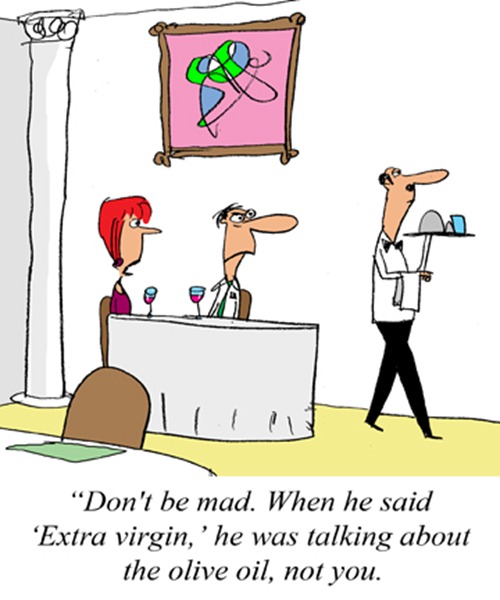 “Don't be mad. When he said
‘Extra virgin,’ he was talking about
the olive oil, not you.